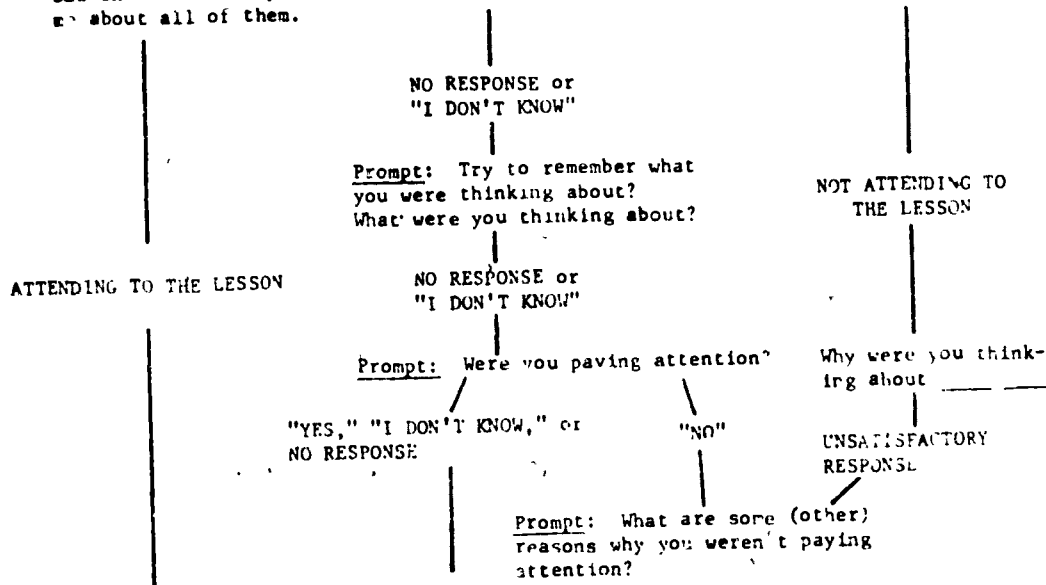 about all of them.
NO RESPONSE or
"I DON'T KNOW"
Prompt: Try to remember what
you were thinking about?
What were you thinking about?
NOT ATTENDING TO
THE LESSON
ATTENDING TO THE LESSON
NO RESPONSE or
"I DON'T KNOW"
Prompt: Were you paying attention?
Why were you think-
ing about ____ ____
"YES," "I DON'T KNOW," or
NO RESPONSE
"NO"
UNSATISFACTORY
RESPONSE
Prompt: What are some (other)
reasons why you weren't paying
attention?